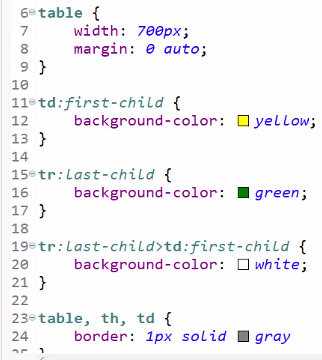 6 table {
7 width: 700px;
8 margin: 0 auto;
9 }
10
11 td:first-child {
12 background-color: yellow;
13 }
14
15 tr:last-child {
16 background-color: green;
17 }
18
19 tr:last-child>td:first-child {
20 background-color: white;
21 }
22
23 table, th, td {
24 border: 1px solid gray
25 }